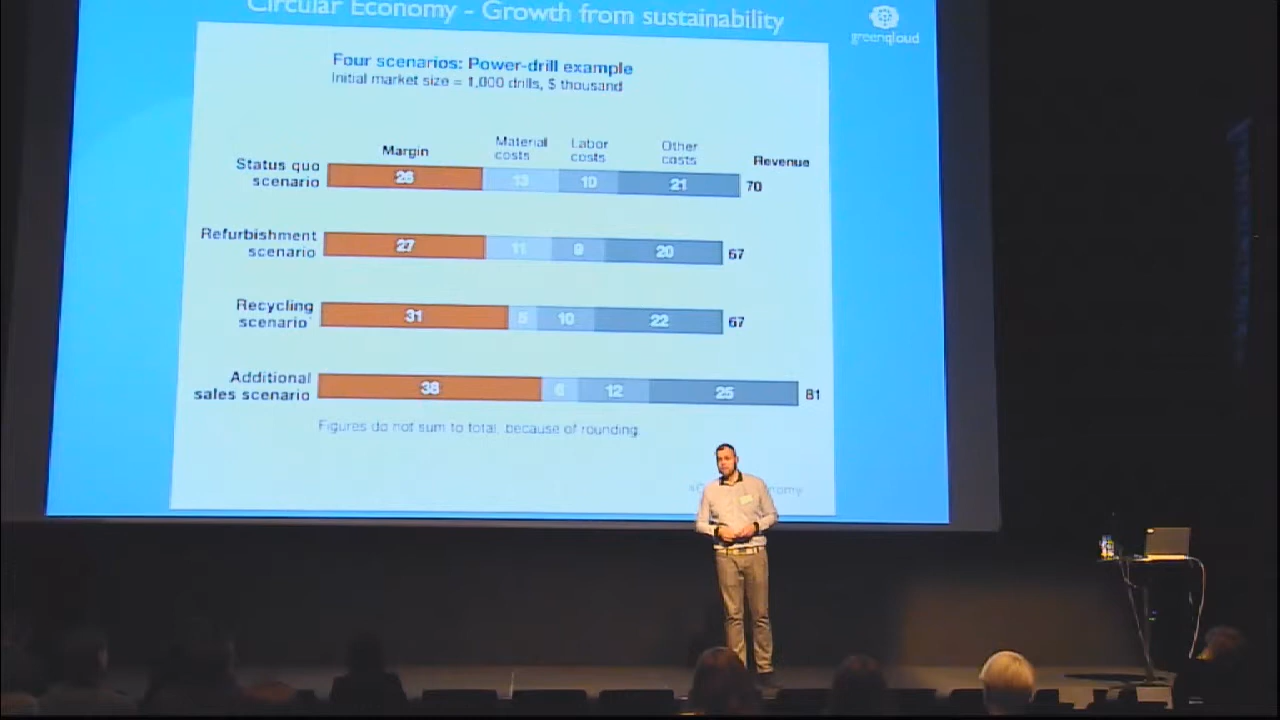 Circular Economy - Growth from sustainability
greenqloud
Four scenarios: Power-drill example
Initial market size = 1,000 drills, $ thousand
Margin
Material costs
Labor costs
Other costs
Revenue
Status quo scenario
26 13 10 21 70
Refurbishment scenario
27 11 9 20 67
Recycling scenario
31 5 10 22 67
Additional sales scenario
38 6 12 25 81
Figures do not sum to total, because of rounding.